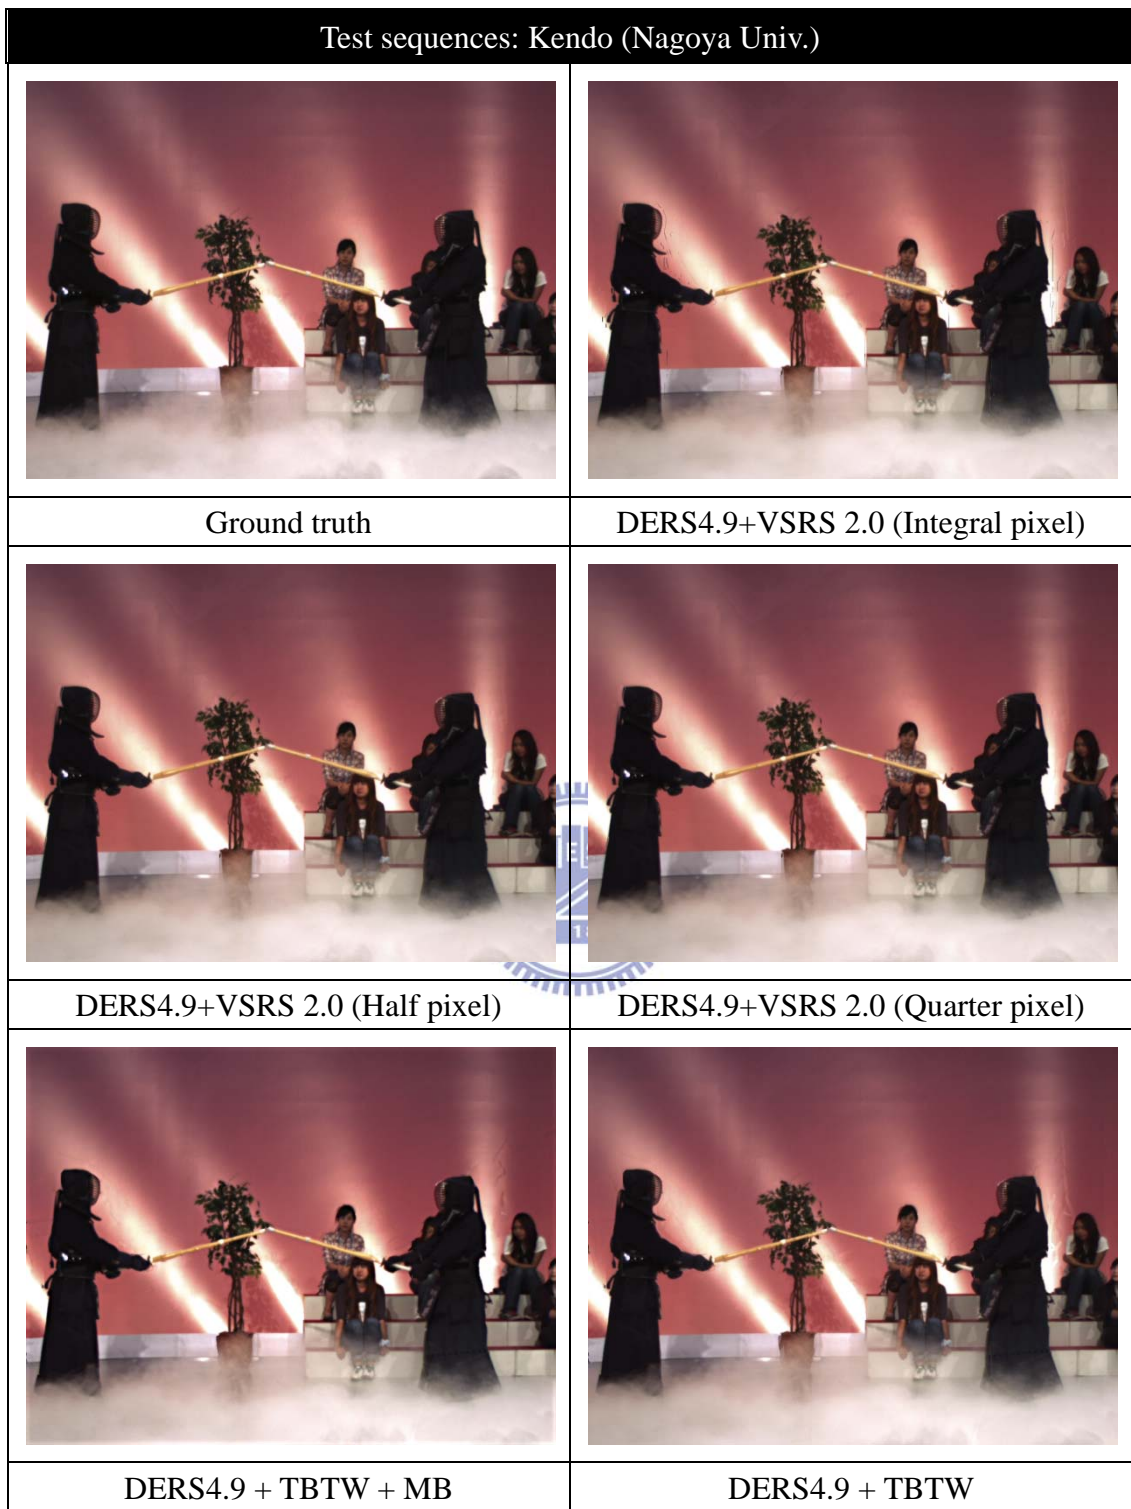 Test sequences: Kendo (Nagoya Univ.)
Ground truth
DERS4.9+VSRS 2.0 (Integral pixel)
DERS4.9+VSRS 2.0 (Half pixel)
DERS4.9+VSRS 2.0 (Quarter pixel)
DERS4.9 + TBTW + MB
DERS4.9 + TBTW